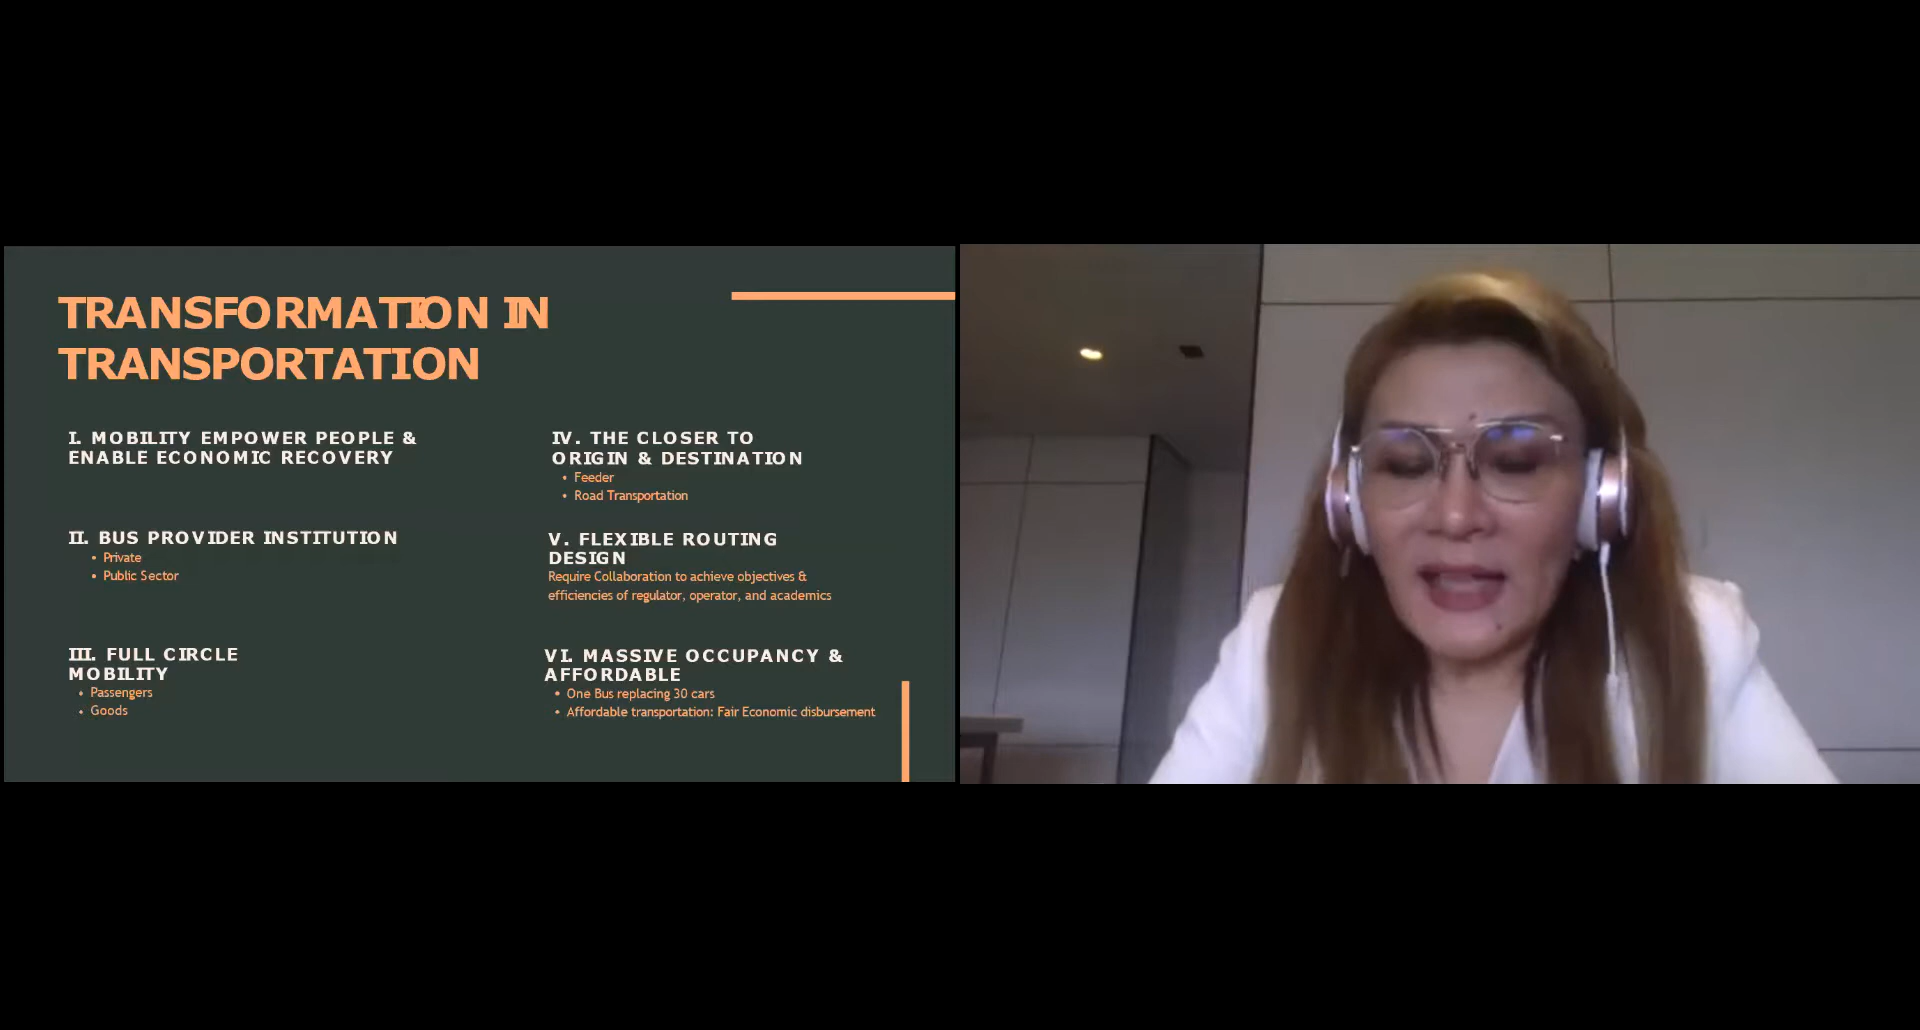 TRANSFORMATION IN
TRANSPORTATION
I. MOBILITY EMPOWER PEOPLE &
ENABLE ECONOMIC RECOVERY
II. BUS PROVIDER INSTITUTION
• Private
• Public Sector
III. FULL CIRCLE
MOBILITY
• Passengers
• Goods
IV. THE CLOSER TO
ORIGIN & DESTINATION
• Feeder
• Road Transportation
V. FLEXIBLE ROUTING
DESIGN
Require Collaboration to achieve objectives &
efficiencies of regulator, operator, and academics
VI. MASSIVE OCCUPANCY &
AFFORDABLE
• One Bus replacing 30 cars
• Affordable transportation: Fair Economic disbursement